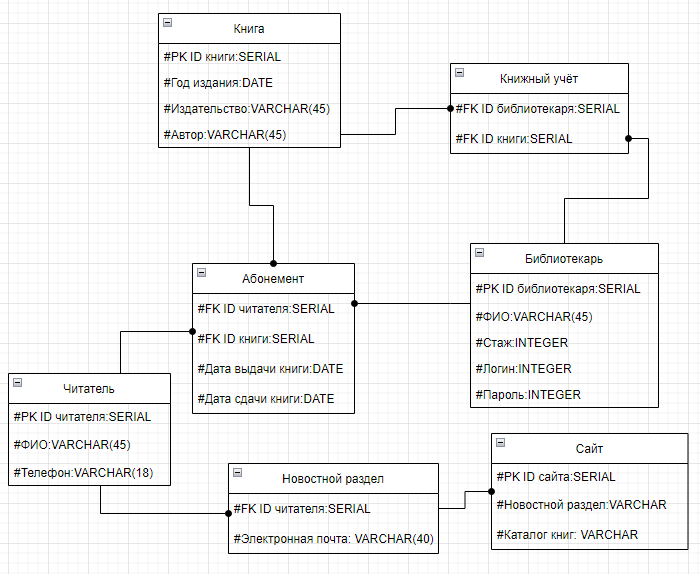 Книга
#PK ID книги:SERIAL
#Год издания:DATE
#Издательство:VARCHAR(45)
#Автор:VARCHAR(45)
Книжный учёт
#FK ID библиотекаря:SERIAL
#FK ID книги:SERIAL
Абонемент
#FK ID читателя:SERIAL
#FK ID книги:SERIAL
#Дата выдачи книги:DATE
#Дата сдачи книги:DATE
Библиотекарь
#PK ID библиотекаря:SERIAL
#ФИО:VARCHAR(45)
#Стаж:INTEGER
#Логин:INTEGER
#Пароль:INTEGER
Читатель
#PK ID читателя:SERIAL
#ФИО:VARCHAR(45)
#Телефон:VARCHAR(18)
Новостной раздел
#FK ID читателя:SERIAL
#Электронная почта: VARCHAR(40)
Сайт
#PK ID сайта:SERIAL
#Новостной раздел:VARCHAR
#Каталог книг: VARCHAR